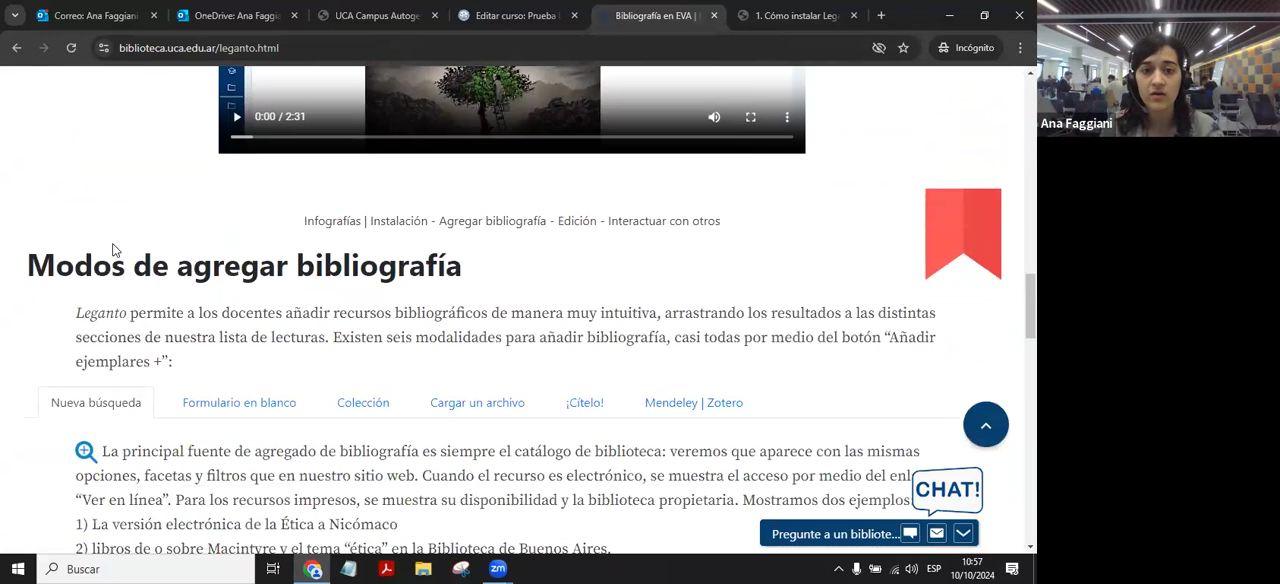 Correo: Ana Faggiani
OneDrive: Ana Faggia
UCA Campus Autoge
Editar curso: Prueba
Bibliografía en EVA |
1. Cómo instalar Leg
biblioteca.uca.edu.ar/leganto.html
Incógnito
Ana Faggiani
0:00 / 2:31
Infografías | Instalación - Agregar bibliografía - Edición - Interactuar con otros
Modos de agregar bibliografía
Leganto permite a los docentes añadir recursos bibliográficos de manera muy intuitiva, arrastrando los resultados a las distintas
secciones de nuestra lista de lecturas. Existen seis modalidades para añadir bibliografía, casi todas por medio del botón “Añadir
ejemplares +”:
Nueva búsqueda
Formulario en blanco
Colección
Cargar un archivo
¡Cítelo!
Mendeley | Zotero
La principal fuente de agregado de bibliografía es siempre el catálogo de biblioteca: veremos que aparece con las mismas
opciones, facetas y filtros que en nuestro sitio web. Cuando el recurso es electrónico, se muestra el acceso por medio del enl
“Ver en línea”. Para los recursos impresos, se muestra su disponibilidad y la biblioteca propietaria. Mostramos dos ejemplos
1) La versión electrónica de la Ética a Nicómaco
2) libros de o sobre Macintyre y el tema “ética” en la Biblioteca de Buenos Aires.
CHAT!
Pregunte a un bibliote...
Buscar
zm
ESP
10:57
10/10/2024